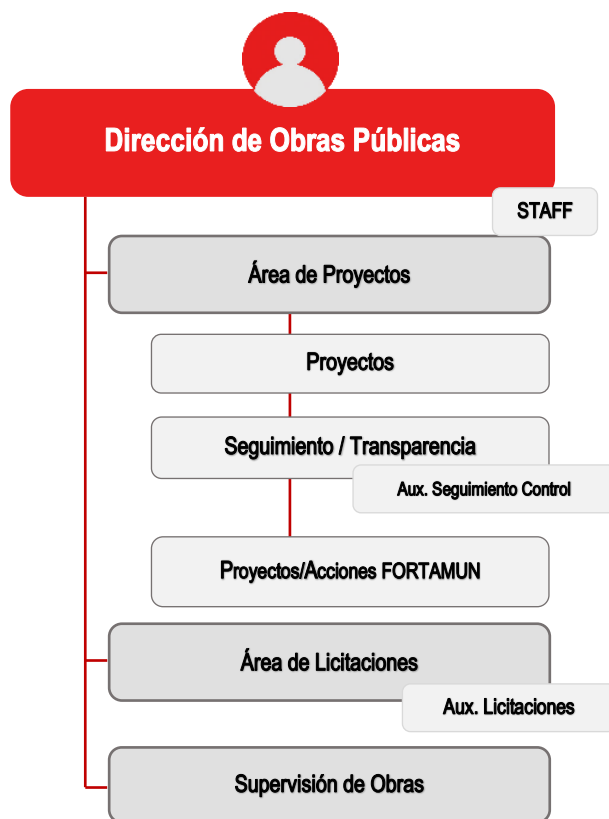 Dirección de Obras Públicas
STAFF
Área de Proyectos
Proyectos
Seguimiento / Transparencia
Aux. Seguimiento Control
Proyectos/Acciones FORTAMUN
Área de Licitaciones
Aux. Licitaciones
Supervisión de Obras